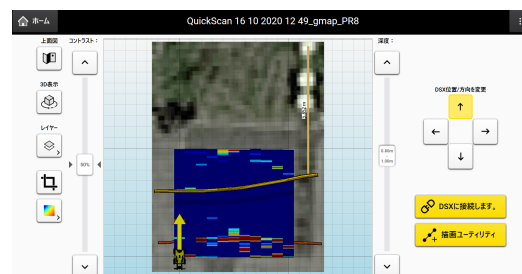 ホーム
QuickScan 16 10 2020 12 49_gmap_PR8
上面図
コントラスト：
深度：
3D表示
DSX位置/方向を変更
レイヤー
50%
0.00m
1.00m
DSXに接続します。
描画ユーティリティ